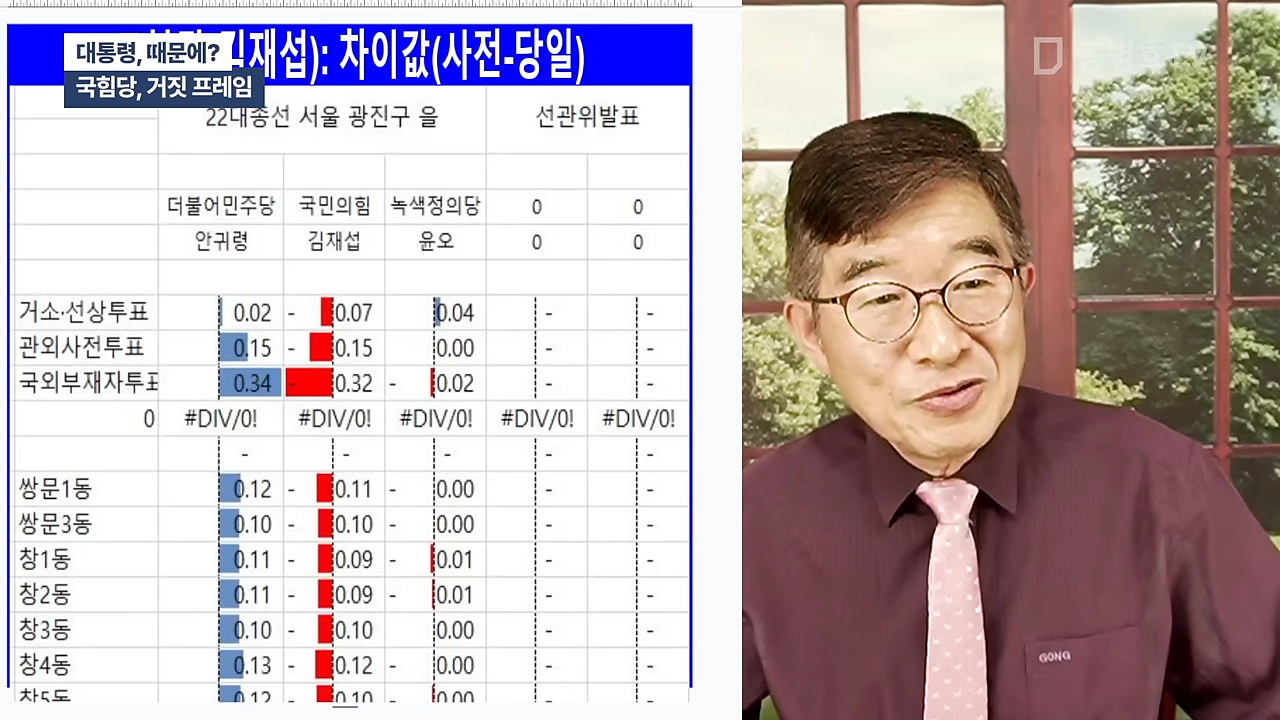 대통령, 때문에?
국힘당, 거짓 프레임
김재섭): 차이값(사전-당일)
22대총선 서울 광진구 을 선관위발표
더불어민주당 국민의힘 녹색정의당 0 0
안귀령 김재섭 윤오 0 0
거소·선상투표 0.02 - 0.07 0.04 - -
관외사전투표 0.15 - 0.15 0.00 - -
국외부재자투표 0.34 - 0.32 - 0.02 - -
0 #DIV/0! #DIV/0! #DIV/0! #DIV/0! #DIV/0!
- - - - -
쌍문1동 0.12 - 0.11 - 0.00 - -
쌍문3동 0.10 - 0.10 - 0.00 - -
창1동 0.11 - 0.09 - 0.01 - -
창2동 0.11 - 0.09 - 0.01 - -
창3동 0.10 - 0.10 - 0.00 - -
창4동 0.13 - 0.12 - 0.00 - -
창5동 0.12 - 0.10 - 0.00 - -
GONG